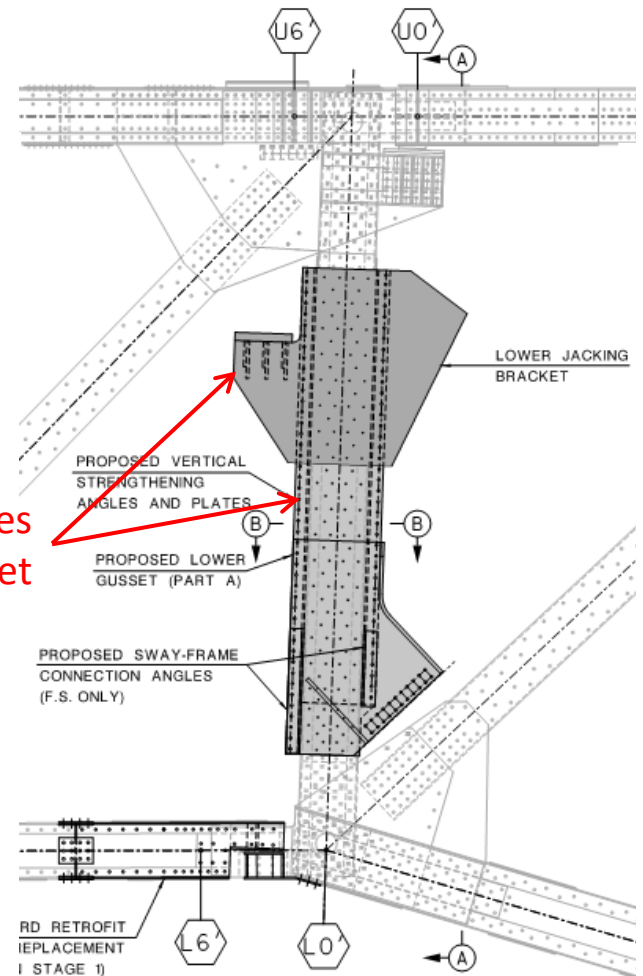 U6'
U0'
A
LOWER JACKING
BRACKET
PROPOSED VERTICAL
STRENGTHENING
ANGLES AND PLATES
es
et
B
B
PROPOSED LOWER
GUSSET (PART A)
PROPOSED SWAY-FRAME
CONNECTION ANGLES
(F.S. ONLY)
RD RETROFIT
EPLACEMENT
STAGE 1)
L6'
L0'
A